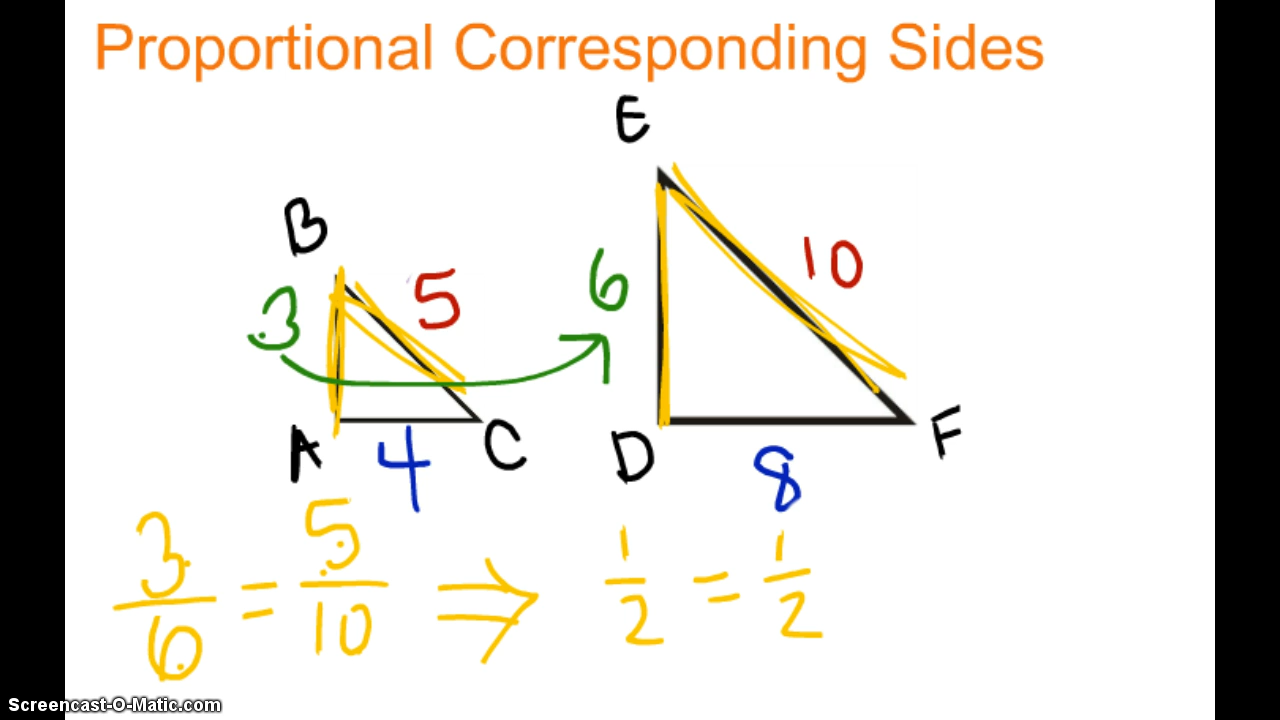 Proportional Corresponding Sides
E
B
3 5 6 10
A 4 C D 8 F
3/6 = 5/10 ⇒ 1/2 = 1/2
Screencast-O-Matic.com